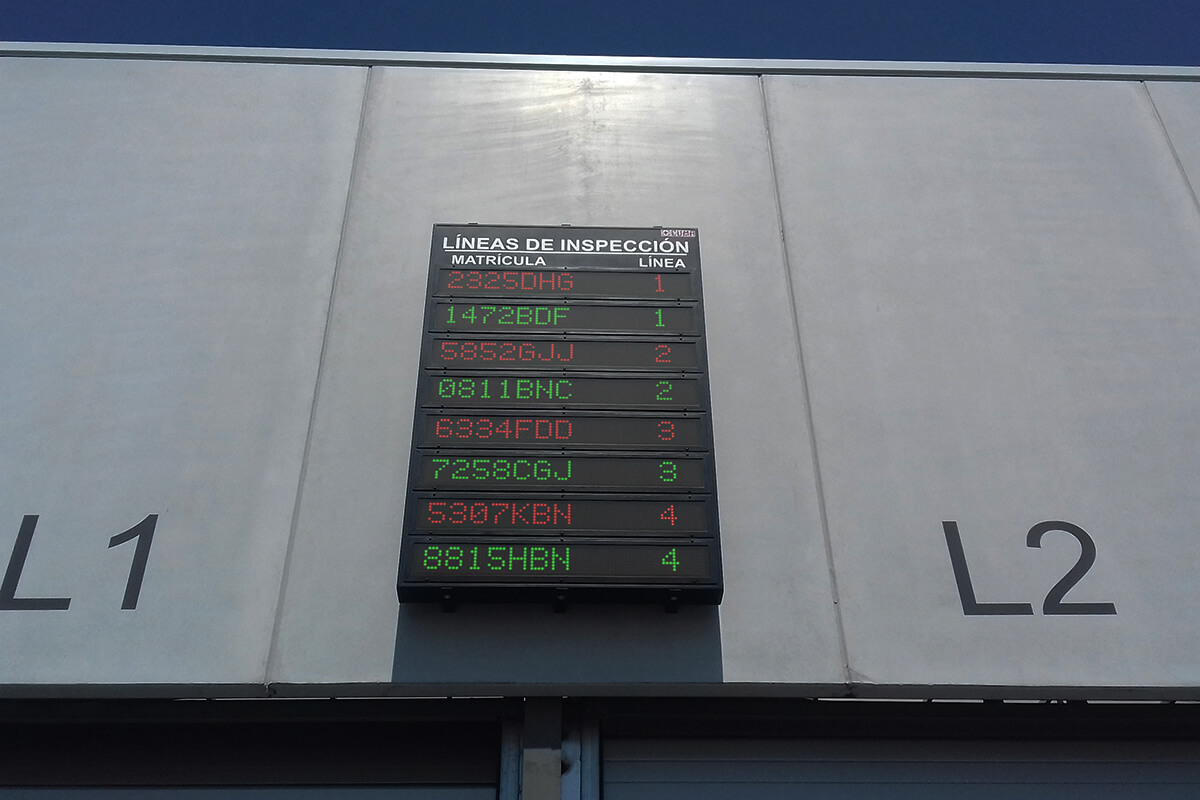 LÍNEAS DE INSPECCIÓN
MATRÍCULA LÍNEA
2325DHG 1
1472BDF 1
5852GJJ 2
0811BNC 2
6334FDD 3
7258CGJ 3
5307KBN 4
8815HBN 4
L1 L2